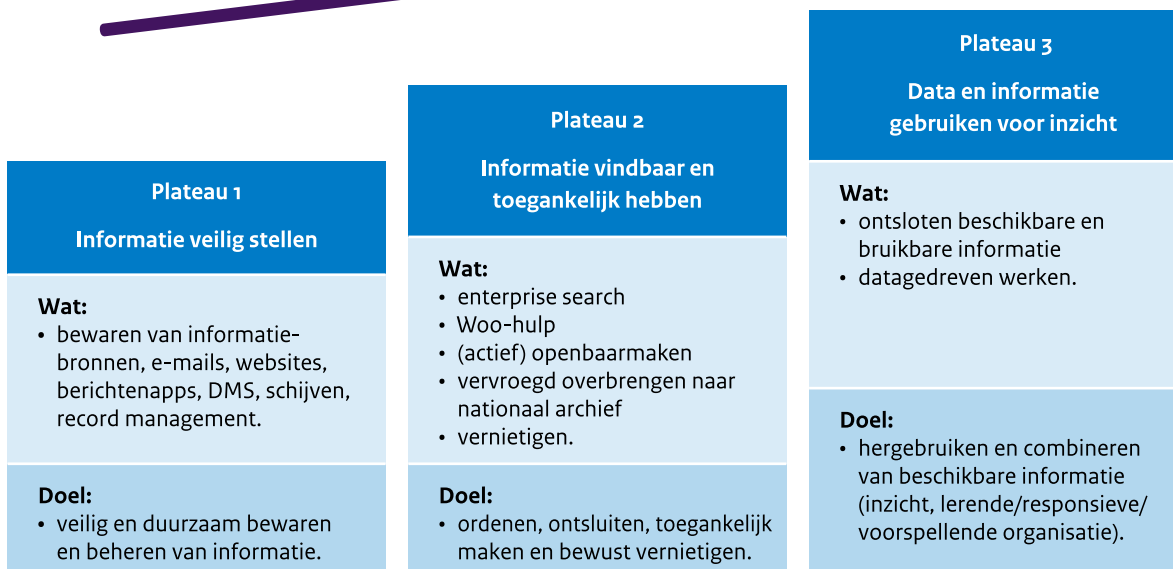 Plateau 1
Informatie veilig stellen
Wat:
• bewaren van informatie-
bronnen, e-mails, websites,
berichtenapps, DMS, schijven,
record management.
Doel:
• veilig en duurzaam bewaren
en beheren van informatie.
Plateau 2
Informatie vindbaar en
toegankelijk hebben
Wat:
• enterprise search
• Woo-hulp
• (actief) openbaarmaken
• vervroegd overbrengen naar
nationaal archief
• vernietigen.
Doel:
• ordenen, ontsluiten, toegankelijk
maken en bewust vernietigen.
Plateau 3
Data en informatie
gebruiken voor inzicht
Wat:
• ontsloten beschikbare en
bruikbare informatie
• datagedreven werken.
Doel:
• hergebruiken en combineren
van beschikbare informatie
(inzicht, lerende/responsieve/
voorspellende organisatie).